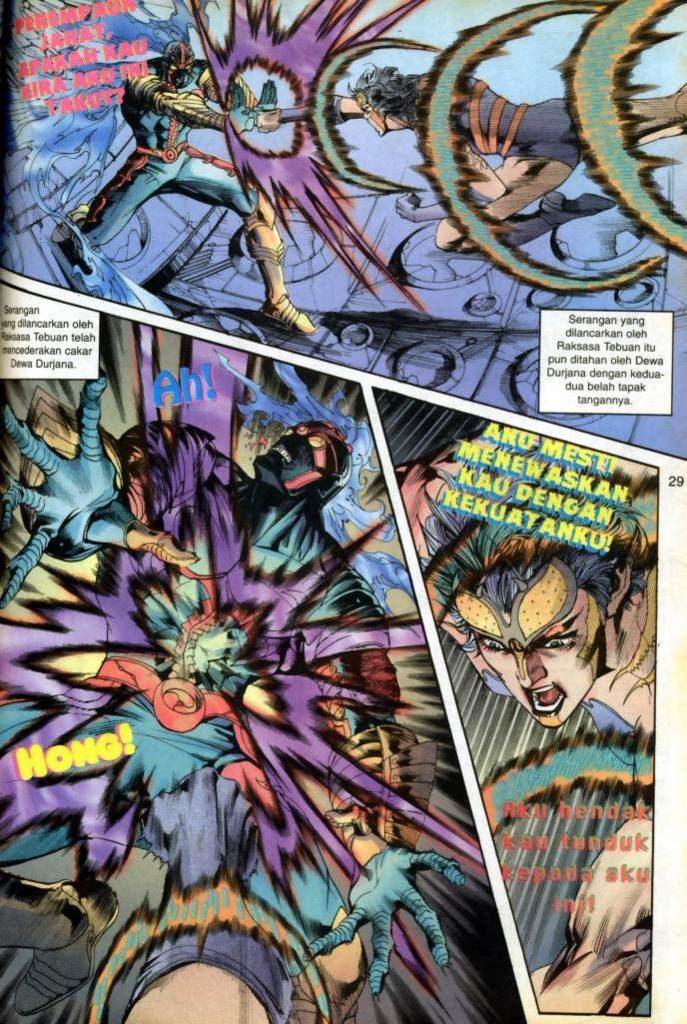 PEREMPUAN
JAHAT,
APAKAH KAU
KIRA AKU INI
TAKUT?
Serangan yang
dilancarkan oleh
Raksasa Tebuan itu
pun ditahan oleh Dewa
Durjana dengan kedua-
dua belah tapak
tangannya.
Serangan
yang dilancarkan oleh
Raksasa Tebuan telah
mencederakan cakar
Dewa Durjana.
Ah!
Hong!
AKU MESTI
MENEWASKAN
KAU DENGAN
KEKUATANKU!
Aku hendak
kau tunduk
kepada aku
ini!
29